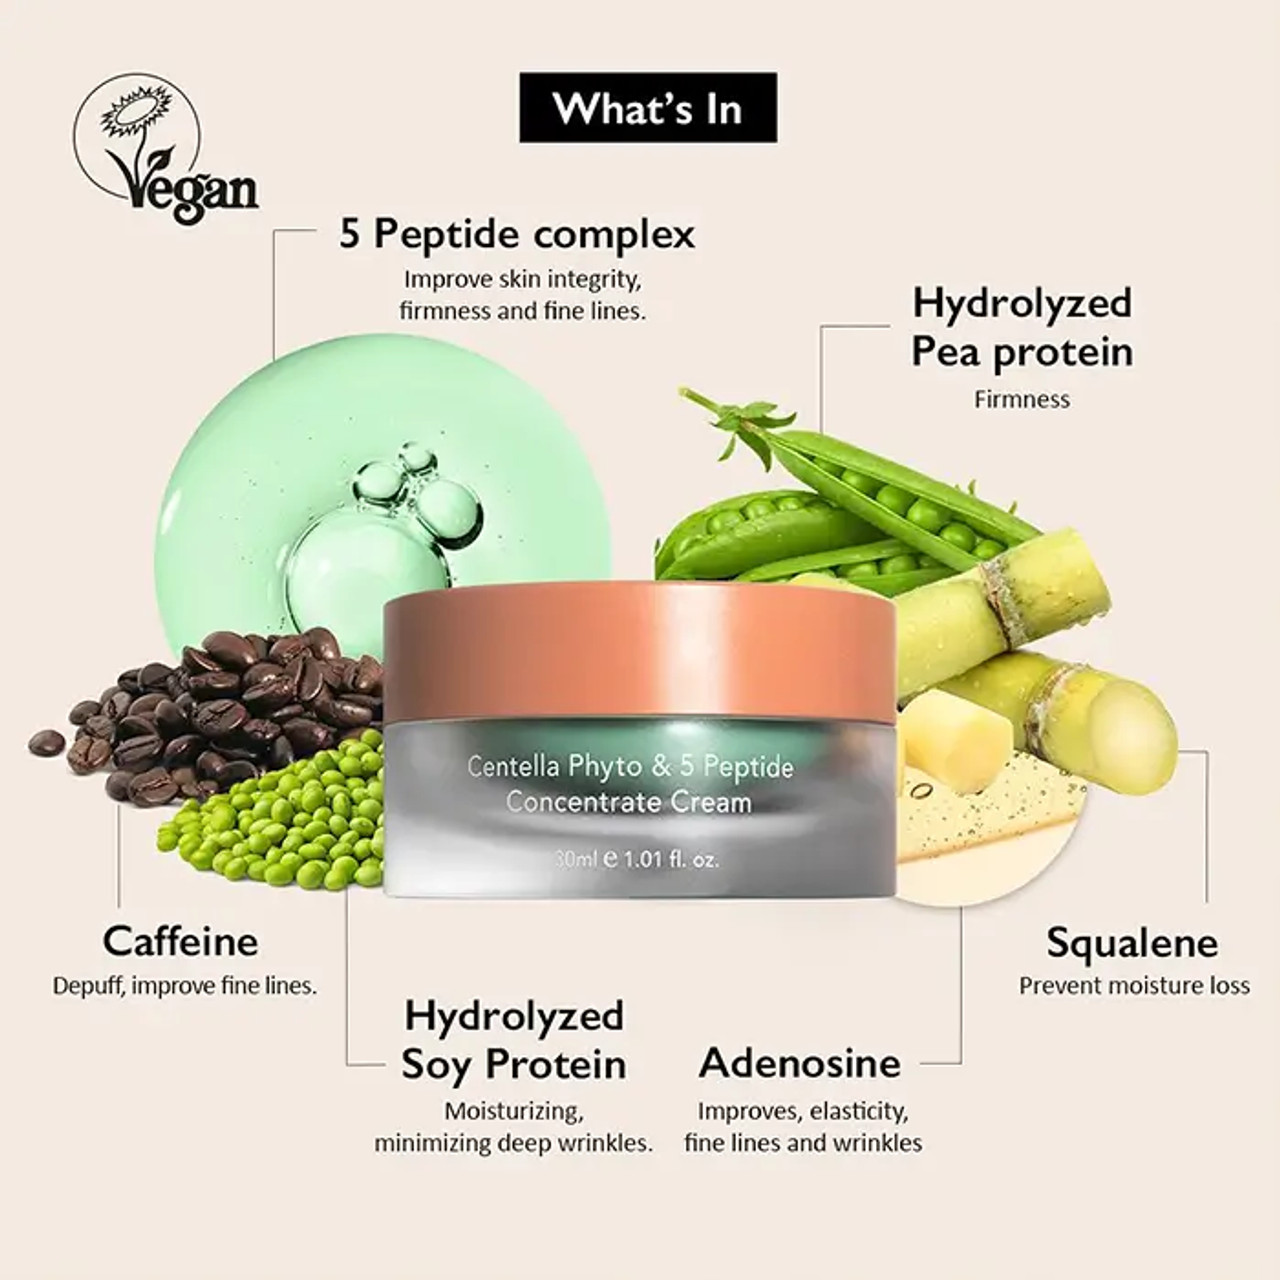 Vegan
What's In
5 Peptide complex
Improve skin integrity,
firmness and fine lines.
Hydrolyzed
Pea protein
Firmness
Centella Phyto & 5 Peptide
Concentrate Cream
30ml e 1.01 fl. oz.
Caffeine
Depuff, improve fine lines.
Squalene
Prevent moisture loss
Hydrolyzed
Soy Protein
Moisturizing,
minimizing deep wrinkles.
Adenosine
Improves, elasticity,
fine lines and wrinkles